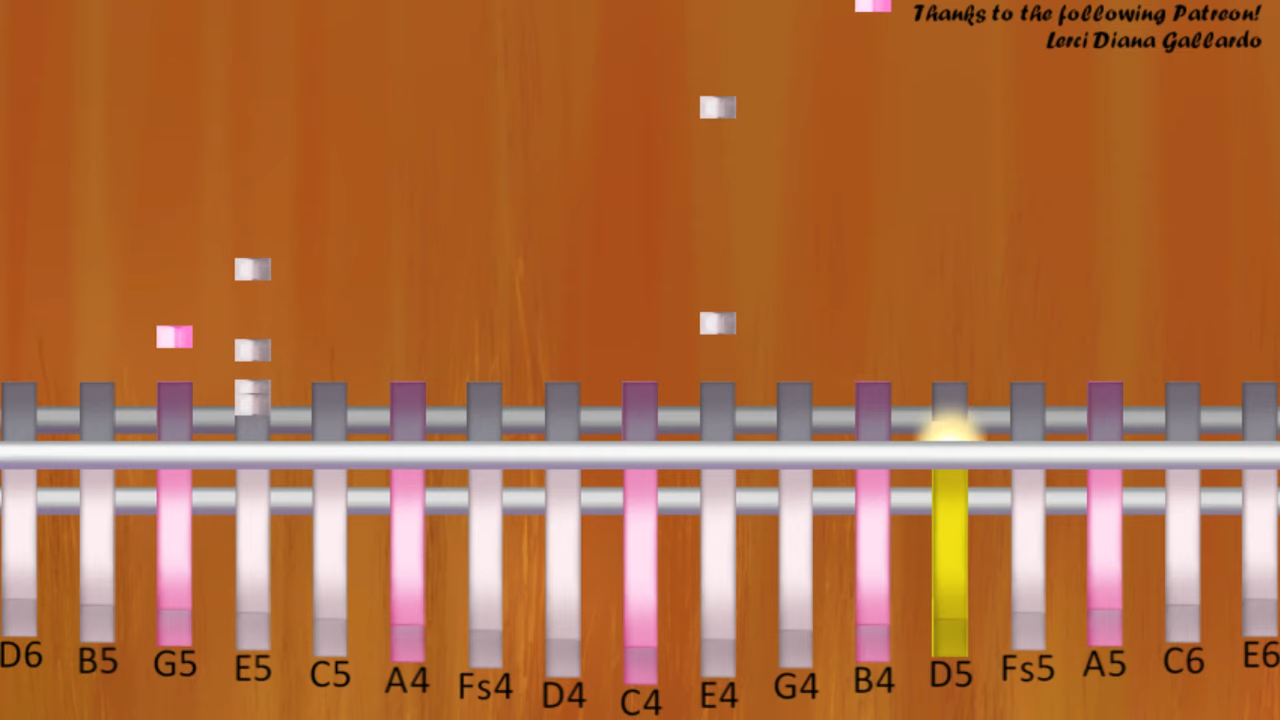 Thanks to the following Patreon!
Lerci Diana Gallardo
D6 B5 G5 E5 C5 A4 Fs4 D4 C4 E4 G4 B4 D5 Fs5 A5 C6 E6